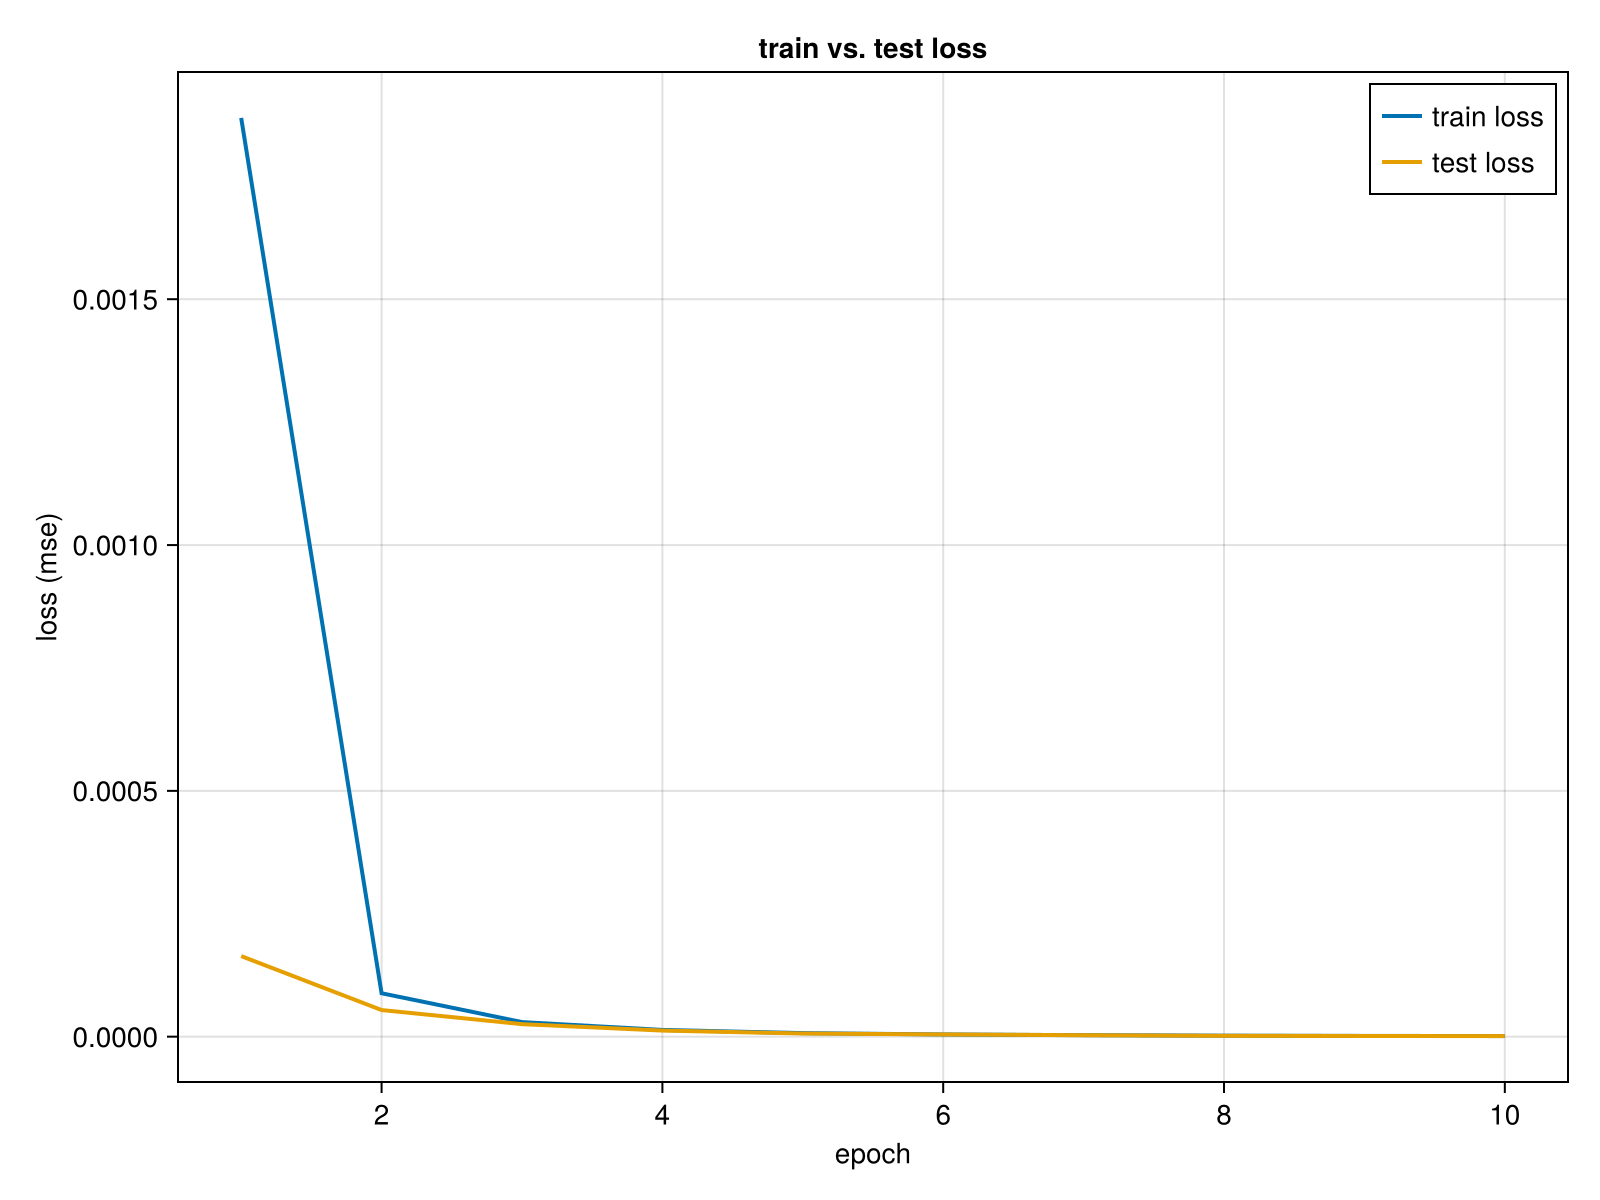 train vs. test loss
train loss
test loss
0.0015
0.0010
0.0005
0.0000
loss (mse)
2 4 6 8 10
epoch